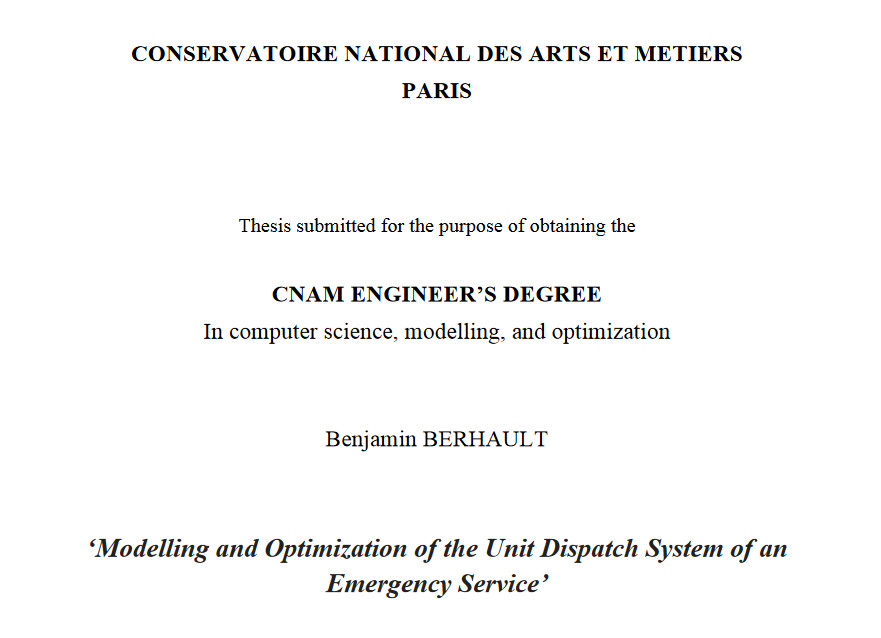 CONSERVATOIRE NATIONAL DES ARTS ET METIERS
PARIS
Thesis submitted for the purpose of obtaining the
CNAM ENGINEER’S DEGREE
In computer science, modelling, and optimization
Benjamin BERHAULT
‘Modelling and Optimization of the Unit Dispatch System of an
Emergency Service’